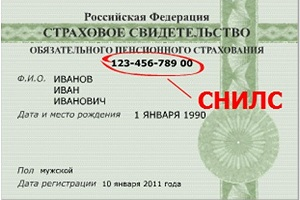 Российская Федерация
СТРАХОВОЕ СВИДЕТЕЛЬСТВО
ОБЯЗАТЕЛЬНОГО ПЕНСИОННОГО СТРАХОВАНИЯ
123-456-789 00
Ф.И.О. ИВАНОВ
ИВАН
ИВАНОВИЧ
СНИЛС
Дата и место рождения 1 ЯНВАРЯ 1990
Пол мужской
Дата регистрации 10 января 2011 года